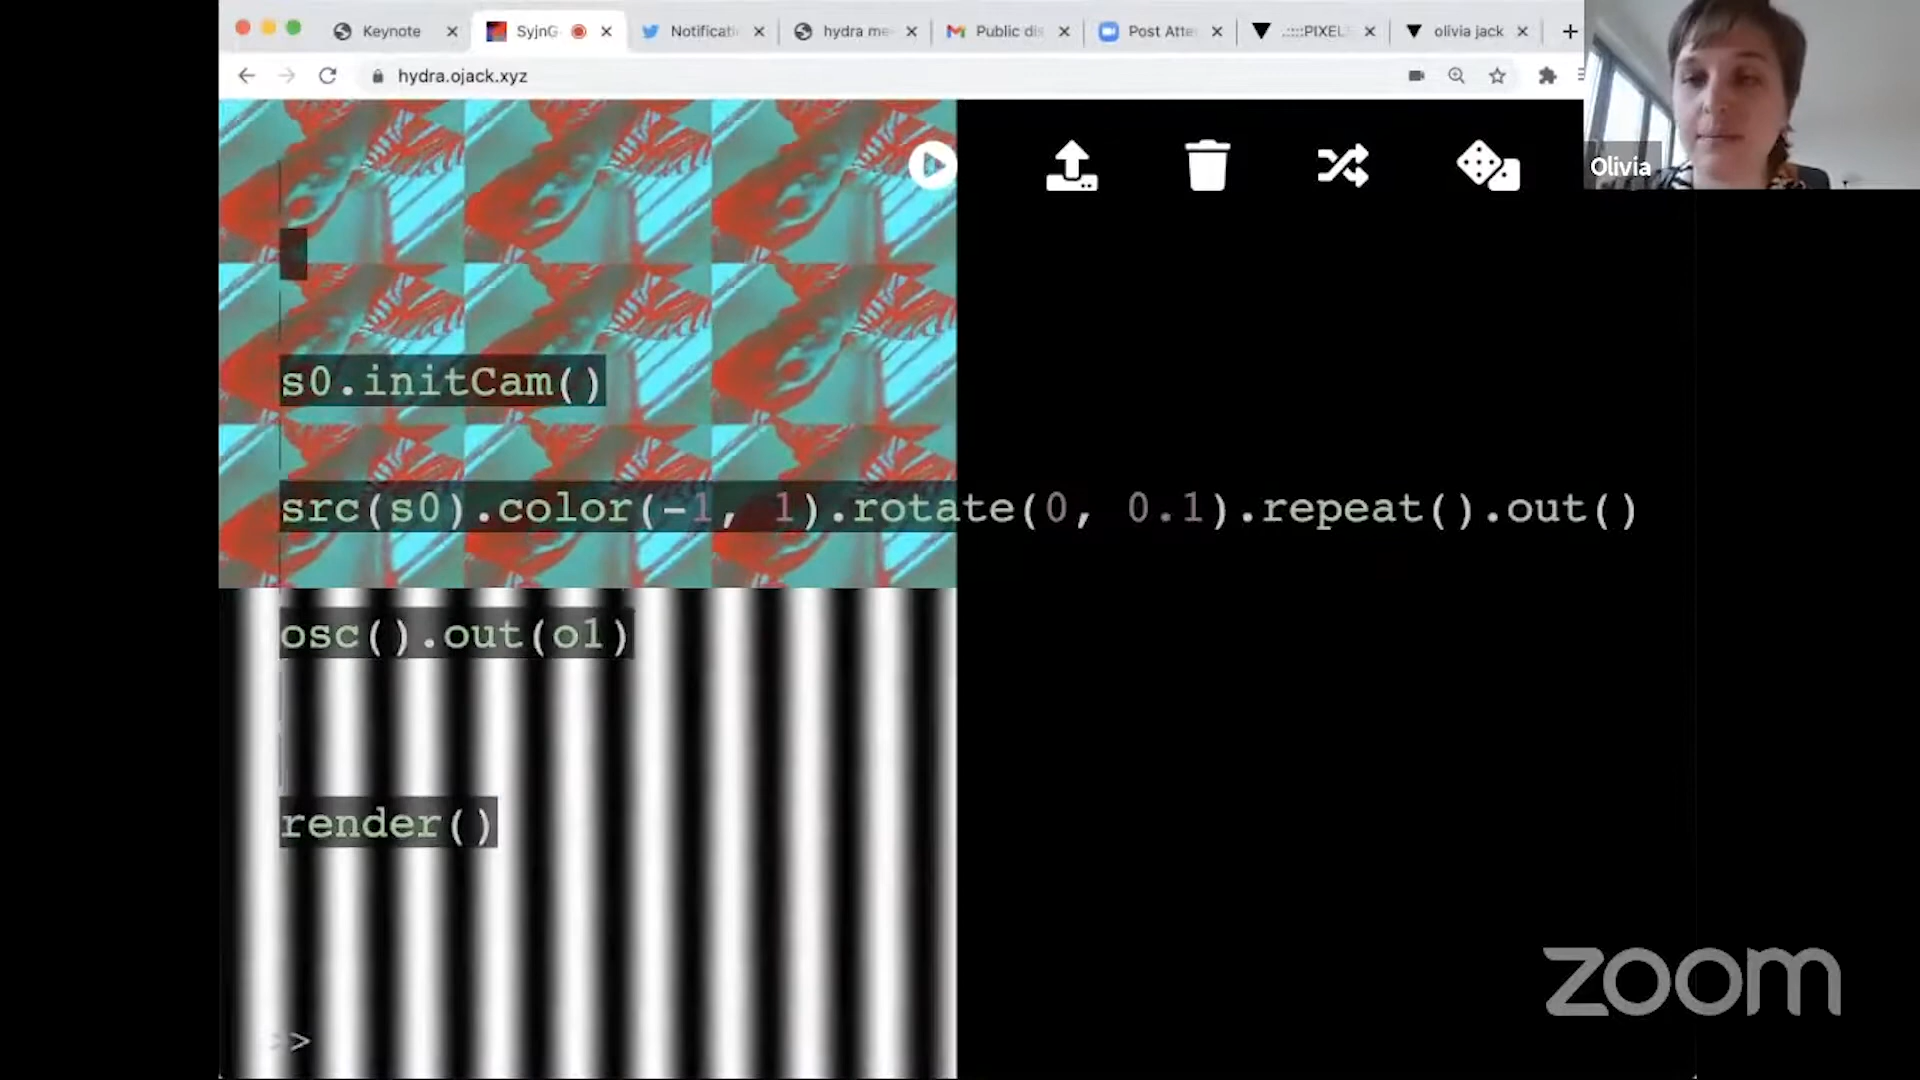 Keynote
SyjnG
Notificati
hydra me
Public dis
Post Atte
.::::PIXEL
olivia jack
hydra.ojack.xyz
Olivia
s0.initCam()
src(s0).color(-1, 1).rotate(0, 0.1).repeat().out()
osc().out(o1)
render()
>>
zoom